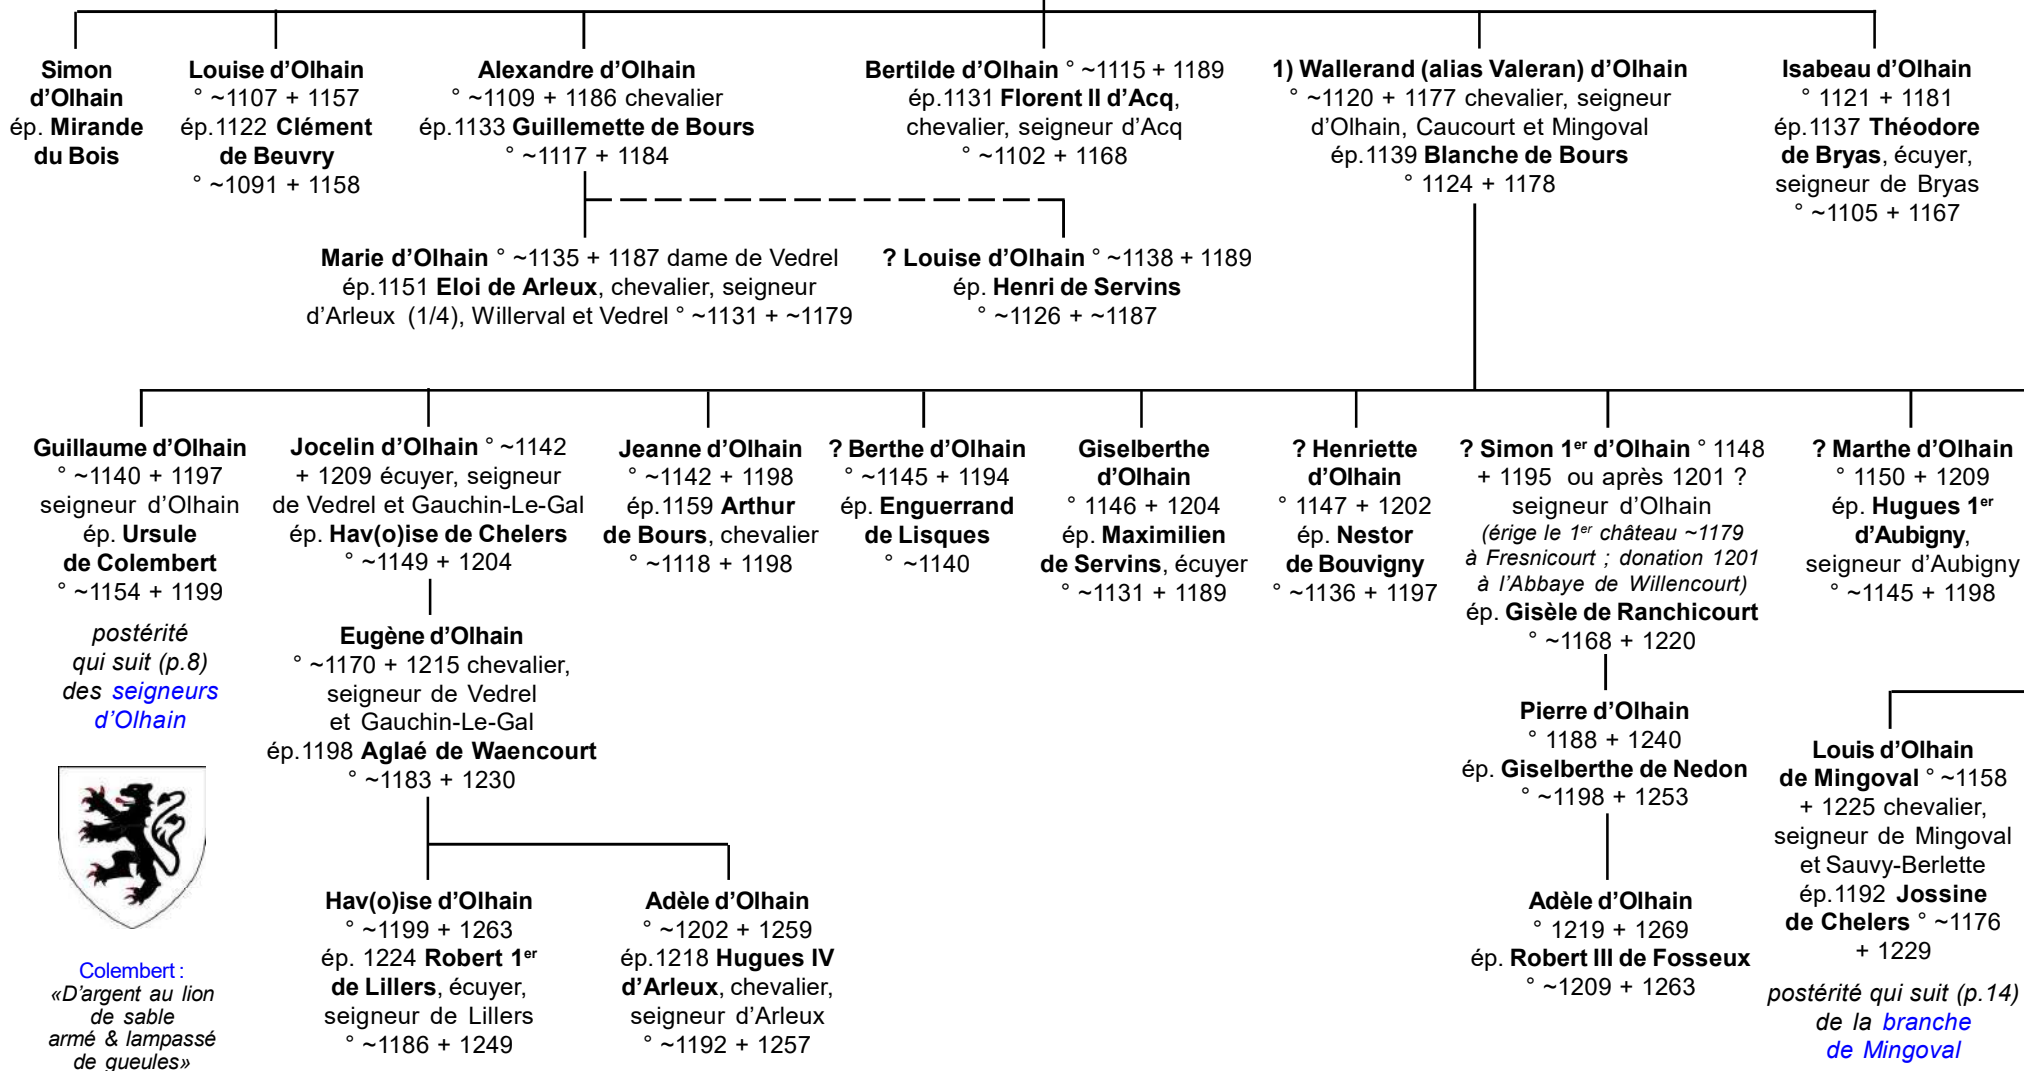 Simon
d’Olhain
ép. Mirande
du Bois
Louise d’Olhain
° ~1107 + 1157
ép.1122 Clément
de Beuvry
° ~1091 + 1158
Alexandre d’Olhain
° ~1109 + 1186 chevalier
ép.1133 Guillemette de Bours
° ~1117 + 1184
Bertilde d’Olhain ° ~1115 + 1189
ép.1131 Florent II d’Acq,
chevalier, seigneur d’Acq
° ~1102 + 1168
1) Wallerand (alias Valeran) d’Olhain
° ~1120 + 1177 chevalier, seigneur
d’Olhain, Caucourt et Mingoval
ép.1139 Blanche de Bours
° 1124 + 1178
Isabeau d’Olhain
° 1121 + 1181
ép.1137 Théodore
de Bryas, écuyer,
seigneur de Bryas
° ~1105 + 1167
Marie d’Olhain ° ~1135 + 1187 dame de Vedrel
ép.1151 Eloi de Arleux, chevalier, seigneur
d’Arleux (1/4), Willerval et Vedrel ° ~1131 + ~1179
? Louise d’Olhain ° ~1138 + 1189
ép. Henri de Servins
° ~1126 + ~1187
Guillaume d’Olhain
° ~1140 + 1197
seigneur d’Olhain
ép. Ursule
de Colembert
° ~1154 + 1199
postérité
qui suit (p.8)
des seigneurs
d’Olhain
Colembert :
«D’argent au lion
de sable
armé & lampassé
de gueules»
Jocelin d’Olhain ° ~1142
+ 1209 écuyer, seigneur
de Vedrel et Gauchin-Le-Gal
ép. Hav(o)ise de Chelers
° ~1149 + 1204
Eugène d’Olhain
° ~1170 + 1215 chevalier,
seigneur de Vedrel
et Gauchin-Le-Gal
ép.1198 Aglaé de Waencourt
° ~1183 + 1230
Hav(o)ise d’Olhain
° ~1199 + 1263
ép. 1224 Robert 1er
de Lillers, écuyer,
seigneur de Lillers
° ~1186 + 1249
Adèle d’Olhain
° ~1202 + 1259
ép.1218 Hugues IV
d’Arleux, chevalier,
seigneur d’Arleux
° ~1192 + 1257
Jeanne d’Olhain
° ~1142 + 1198
ép.1159 Arthur
de Bours, chevalier
° ~1118 + 1198
? Berthe d’Olhain
° ~1145 + 1194
ép. Enguerrand
de Lisques
° ~1140
Giselberthe
d’Olhain
° 1146 + 1204
ép. Maximilien
de Servins, écuyer
° ~1131 + 1189
? Henriette
d’Olhain
° 1147 + 1202
ép. Nestor
de Bouvigny
° ~1136 + 1197
? Simon 1er d’Olhain ° 1148
+ 1195 ou après 1201 ?
seigneur d’Olhain
(érige le 1er château ~1179
à Fresnicourt ; donation 1201
à l’Abbaye de Willencourt)
ép. Gisèle de Ranchicourt
° ~1168 + 1220
Pierre d’Olhain
° 1188 + 1240
ép. Giselberthe de Nedon
° ~1198 + 1253
Adèle d’Olhain
° 1219 + 1269
ép. Robert III de Fosseux
° ~1209 + 1263
? Marthe d’Olhain
° 1150 + 1209
ép. Hugues 1er
d’Aubigny,
seigneur d’Aubigny
° ~1145 + 1198
Louis d’Olhain
de Mingoval ° ~1158
+ 1225 chevalier,
seigneur de Mingoval
et Sauvy-Berlette
ép.1192 Jossine
de Chelers ° ~1176
+ 1229
postérité qui suit (p.14)
de la branche
de Mingoval